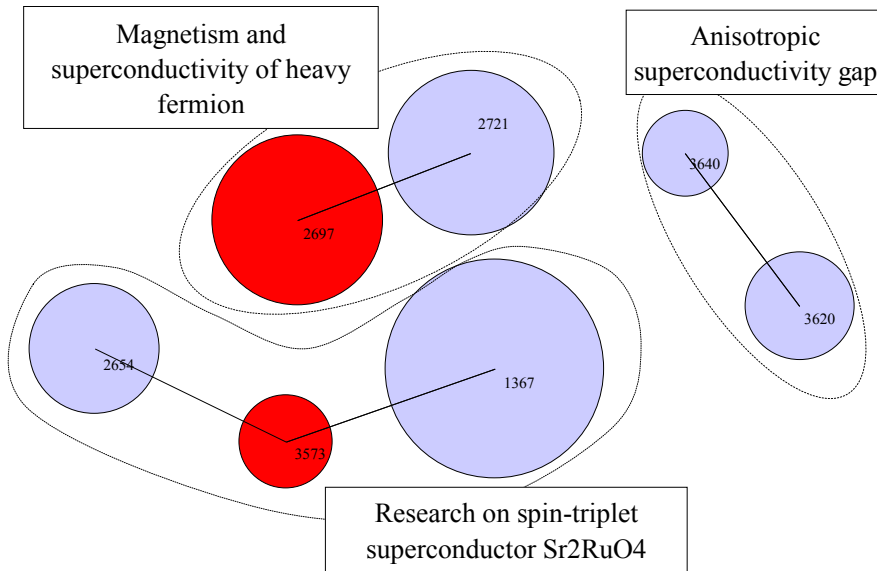 Magnetism and
superconductivity of heavy
fermion
Anisotropic
superconductivity gap
2721
3640
2697
3620
2654
1367
3573
Research on spin-triplet
superconductor Sr2RuO4